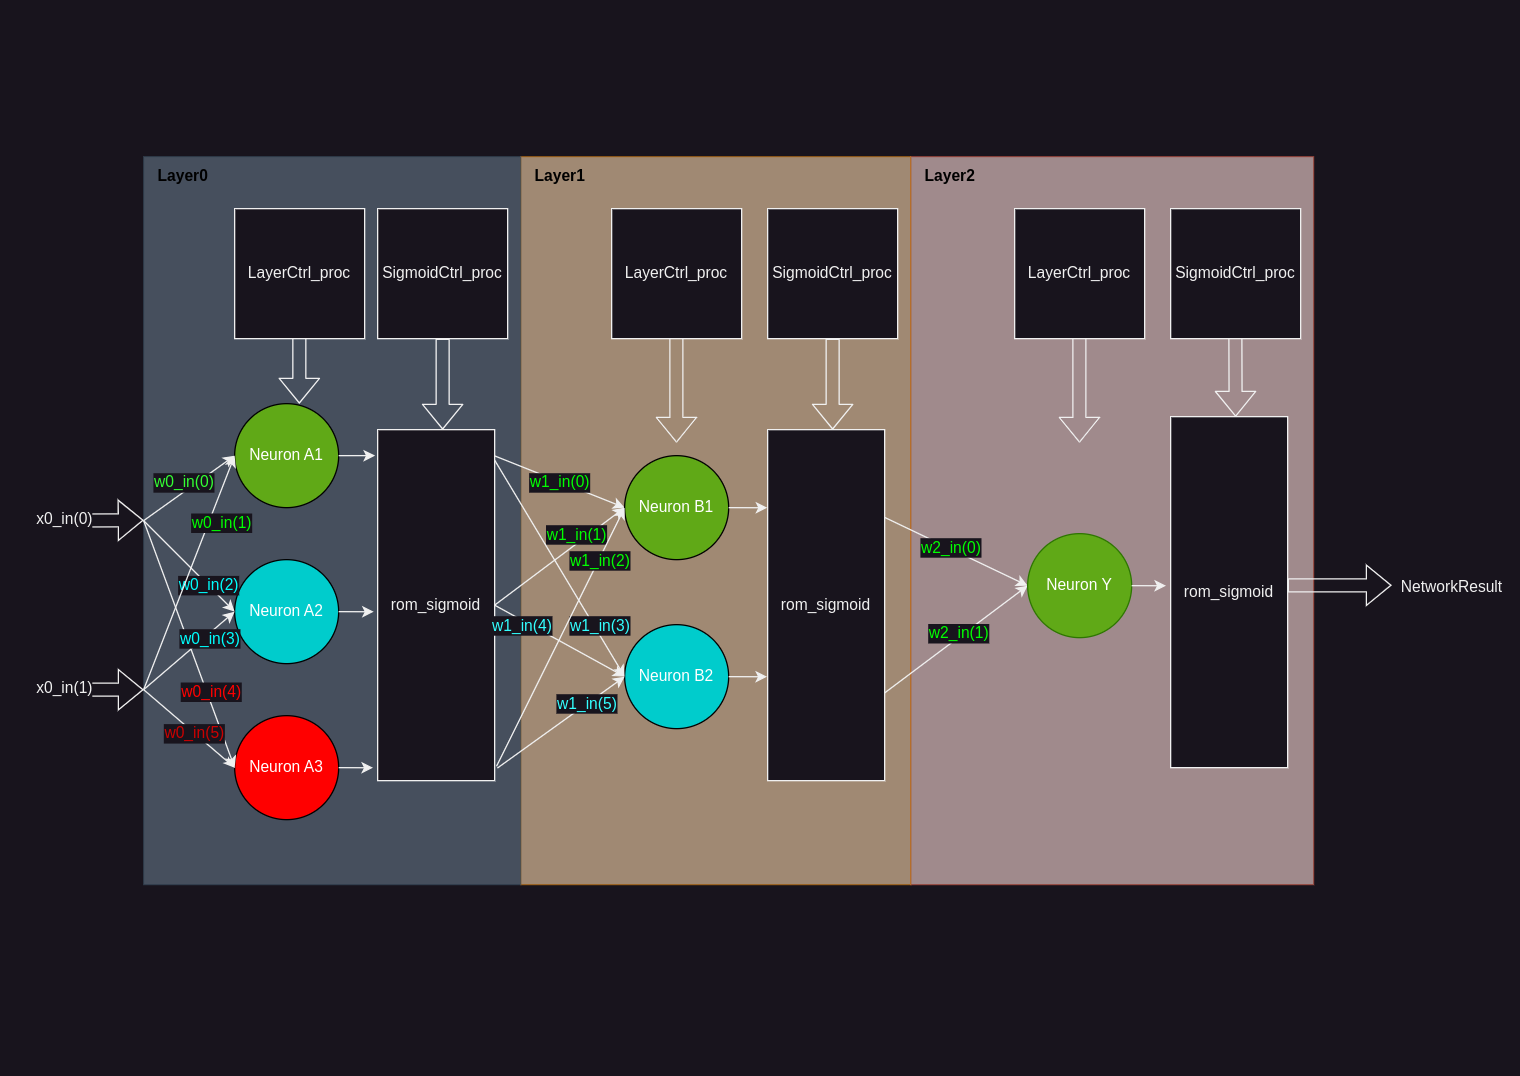 Layer0
Layer1
Layer2
LayerCtrl_proc
SigmoidCtrl_proc
LayerCtrl_proc
SigmoidCtrl_proc
LayerCtrl_proc
SigmoidCtrl_proc
x0_in(0)
x0_in(1)
w0_in(0)
w0_in(1)
w0_in(2)
w0_in(3)
w0_in(4)
w0_in(5)
Neuron A1
Neuron A2
Neuron A3
rom_sigmoid
w1_in(0)
w1_in(1)
w1_in(2)
w1_in(4)
w1_in(3)
w1_in(5)
Neuron B1
Neuron B2
rom_sigmoid
w2_in(0)
w2_in(1)
Neuron Y
rom_sigmoid
NetworkResult